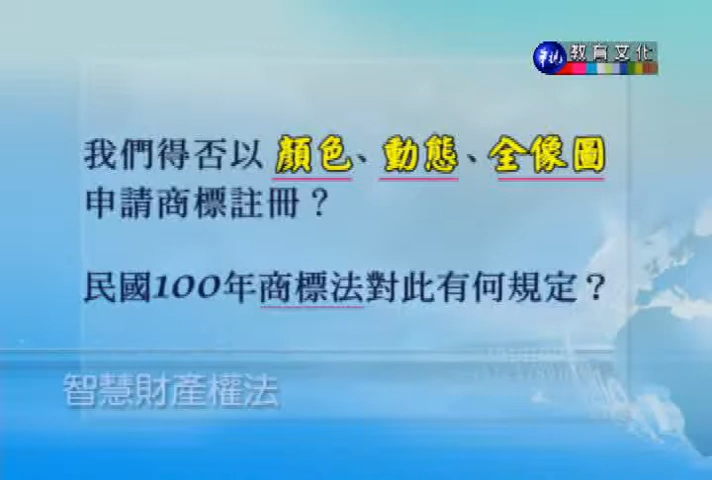 華視 教育文化
我們得否以顏色、動態、全像圖
申請商標註冊？
民國100年商標法對此有何規定？
智慧財產權法